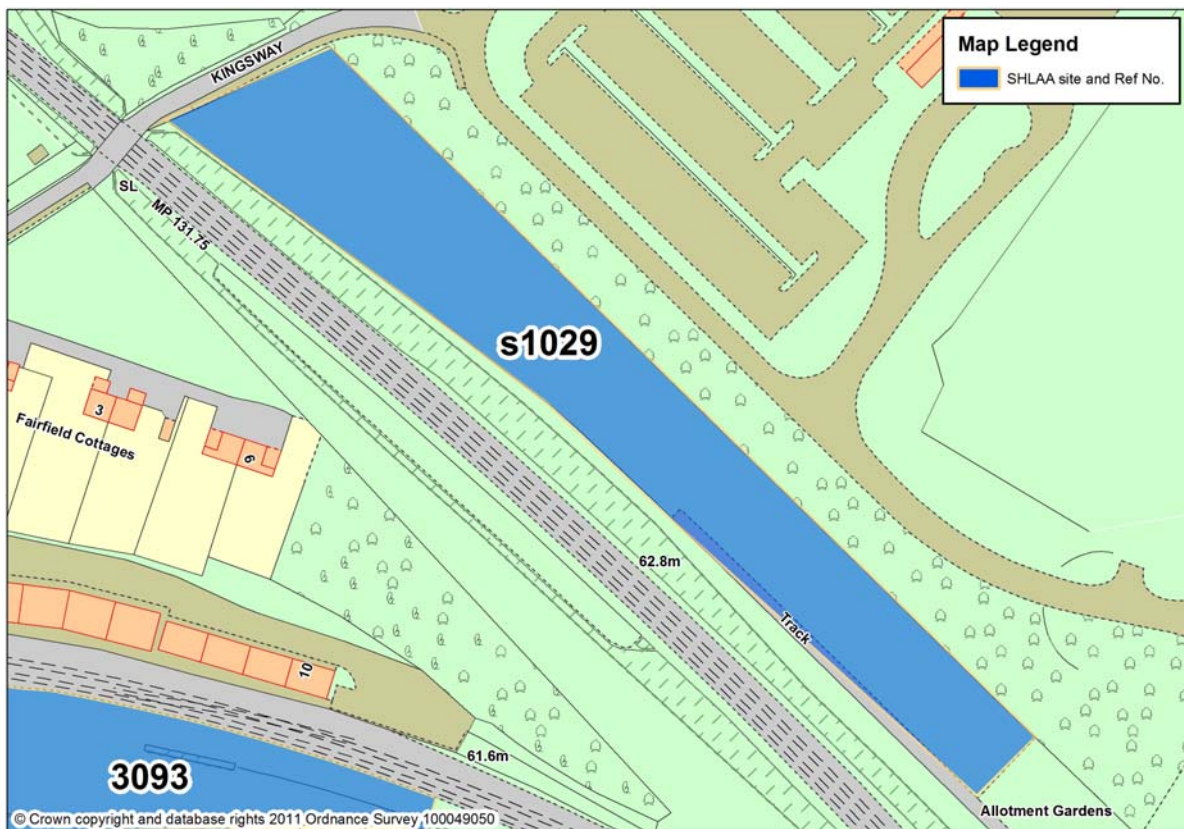 Map Legend
SHLAA site and Ref No.
KINGSWAY
SL
MP 131.75
s1029
3
Fairfield Cottages
6
62.8m
Track
10
61.6m
3093
Allotment Gardens
© Crown copyright and database rights 2011 Ordnance Survey 100049050